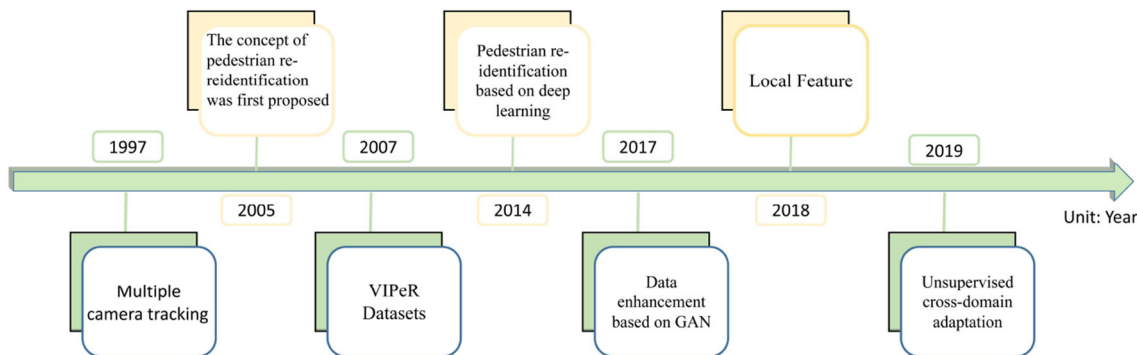 The concept of
pedestrian re-
reidentification
was first proposed
Pedestrian re-
identification
based on deep
learning
Local Feature
1997
2007
2017
2019
2005
2014
2018
Unit: Year
Multiple
camera tracking
VIPeR
Datasets
Data
enhancement
based on GAN
Unsupervised
cross-domain
adaptation